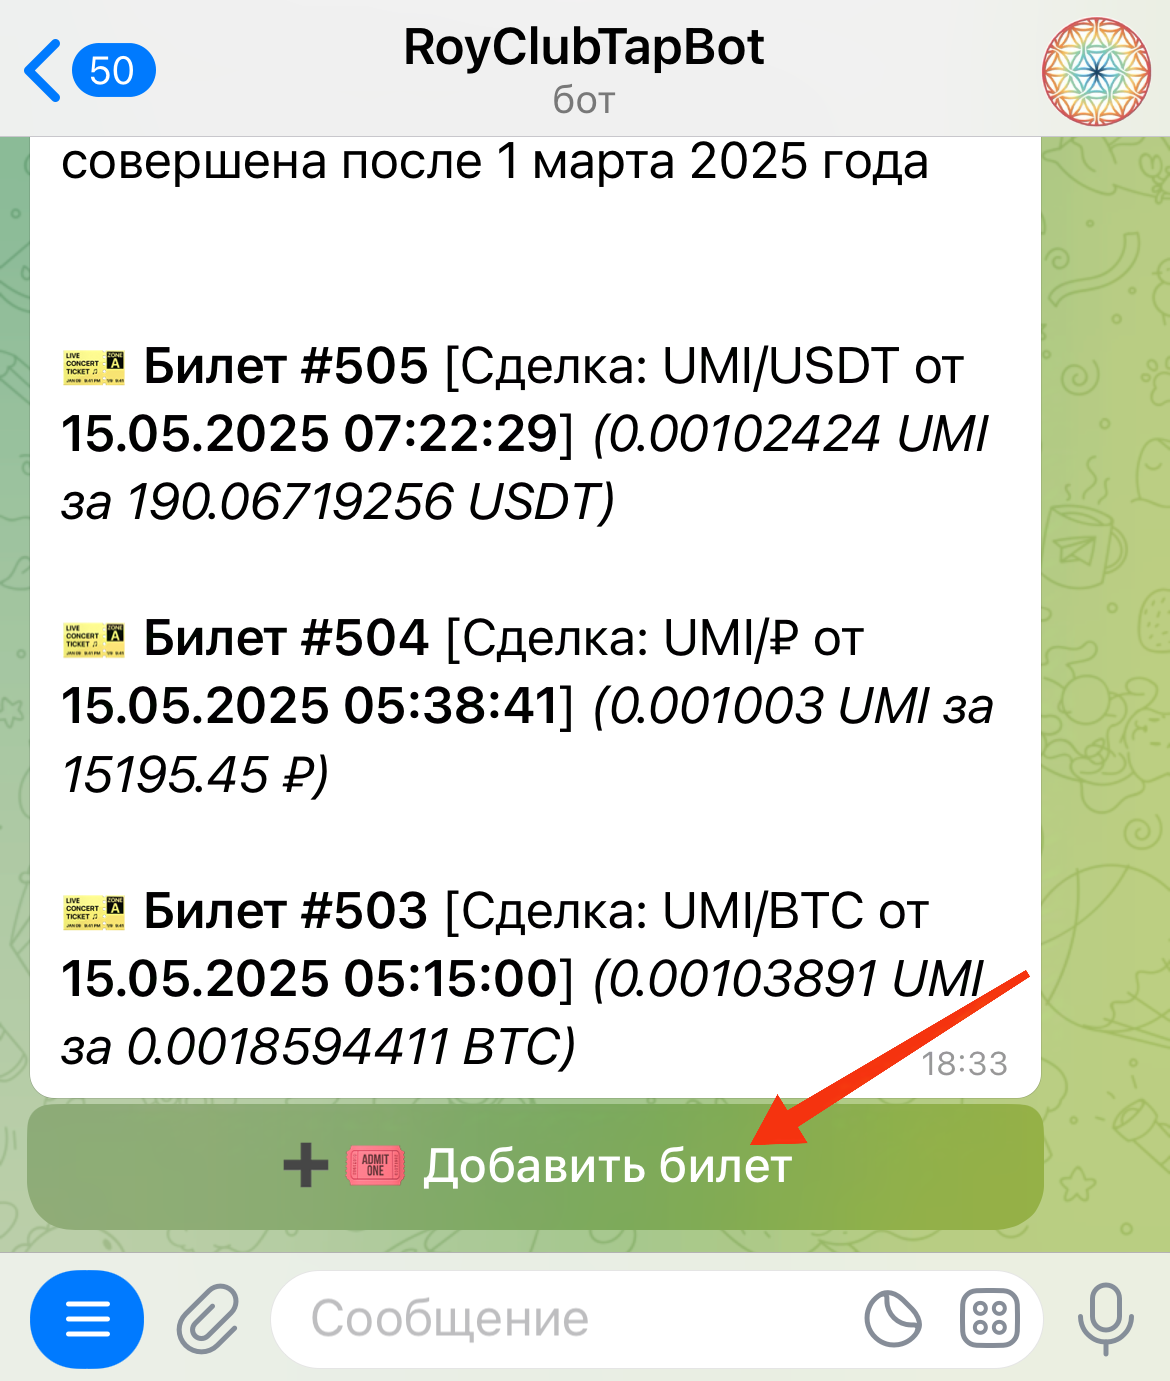 50
RoyClubTapBot
бот
совершена после 1 марта 2025 года
Билет #505 [Сделка: UMI/USDT от
15.05.2025 07:22:29] (0.00102424 UMI
за 190.06719256 USDT)
Билет #504 [Сделка: UMI/₽ от
15.05.2025 05:38:41] (0.001003 UMI за
15195.45 ₽)
Билет #503 [Сделка: UMI/BTC от
15.05.2025 05:15:00] (0.00103891 UMI
за 0.0018594411 BTC)
18:33
ADMIT
ONE
Добавить билет
Сообщение